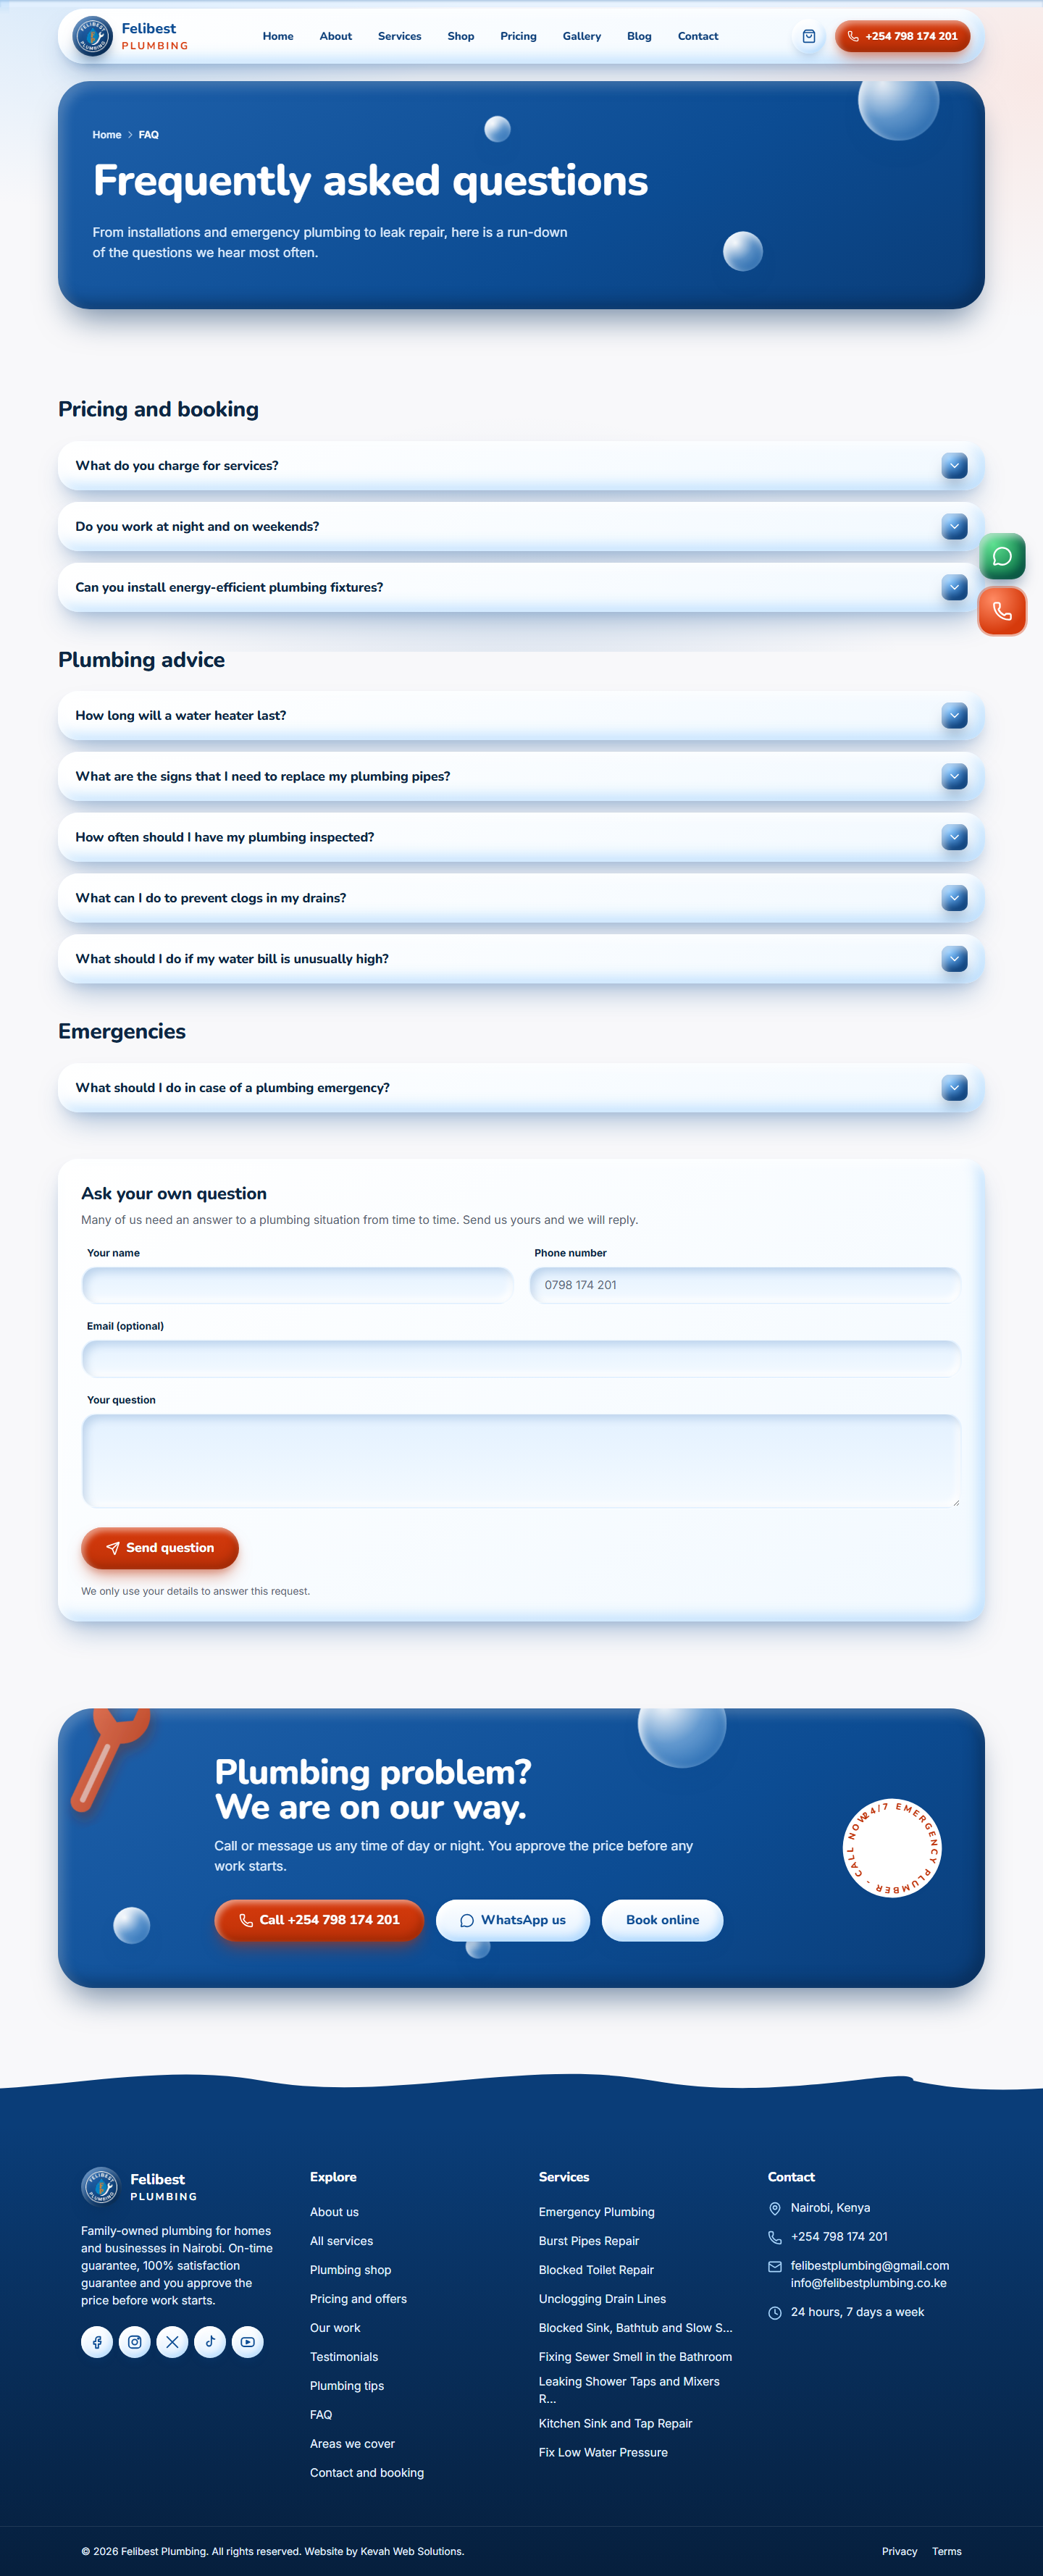 FELIBEST
PLUMBING
Felibest
PLUMBING
Home
About
Services
Shop
Pricing
Gallery
Blog
Contact
+254 798 174 201
Home
FAQ
Frequently asked questions
From installations and emergency plumbing to leak repair, here is a run-down
of the questions we hear most often.
Pricing and booking
What do you charge for services?
Do you work at night and on weekends?
Can you install energy-efficient plumbing fixtures?
Plumbing advice
How long will a water heater last?
What are the signs that I need to replace my plumbing pipes?
How often should I have my plumbing inspected?
What can I do to prevent clogs in my drains?
What should I do if my water bill is unusually high?
Emergencies
What should I do in case of a plumbing emergency?
Ask your own question
Many of us need an answer to a plumbing situation from time to time. Send us yours and we will reply.
Your name
Phone number
0798 174 201
Email (optional)
Your question
Send question
We only use your details to answer this request.
Plumbing problem?
We are on our way.
Call or message us any time of day or night. You approve the price before any
work starts.
Call +254 798 174 201
WhatsApp us
Book online
24/7 EMERGENCY PLUMBER - CALL NOW
FELIBEST
PLUMBING
Felibest
PLUMBING
Family-owned plumbing for homes
and businesses in Nairobi. On-time
guarantee, 100% satisfaction
guarantee and you approve the
price before work starts.
Explore
About us
All services
Plumbing shop
Pricing and offers
Our work
Testimonials
Plumbing tips
FAQ
Areas we cover
Contact and booking
Services
Emergency Plumbing
Burst Pipes Repair
Blocked Toilet Repair
Unclogging Drain Lines
Blocked Sink, Bathtub and Slow S...
Fixing Sewer Smell in the Bathroom
Leaking Shower Taps and Mixers
R...
Kitchen Sink and Tap Repair
Fix Low Water Pressure
Contact
Nairobi, Kenya
+254 798 174 201
felibestplumbing@gmail.com
info@felibestplumbing.co.ke
24 hours, 7 days a week
© 2026 Felibest Plumbing. All rights reserved. Website by Kevah Web Solutions.
Privacy
Terms